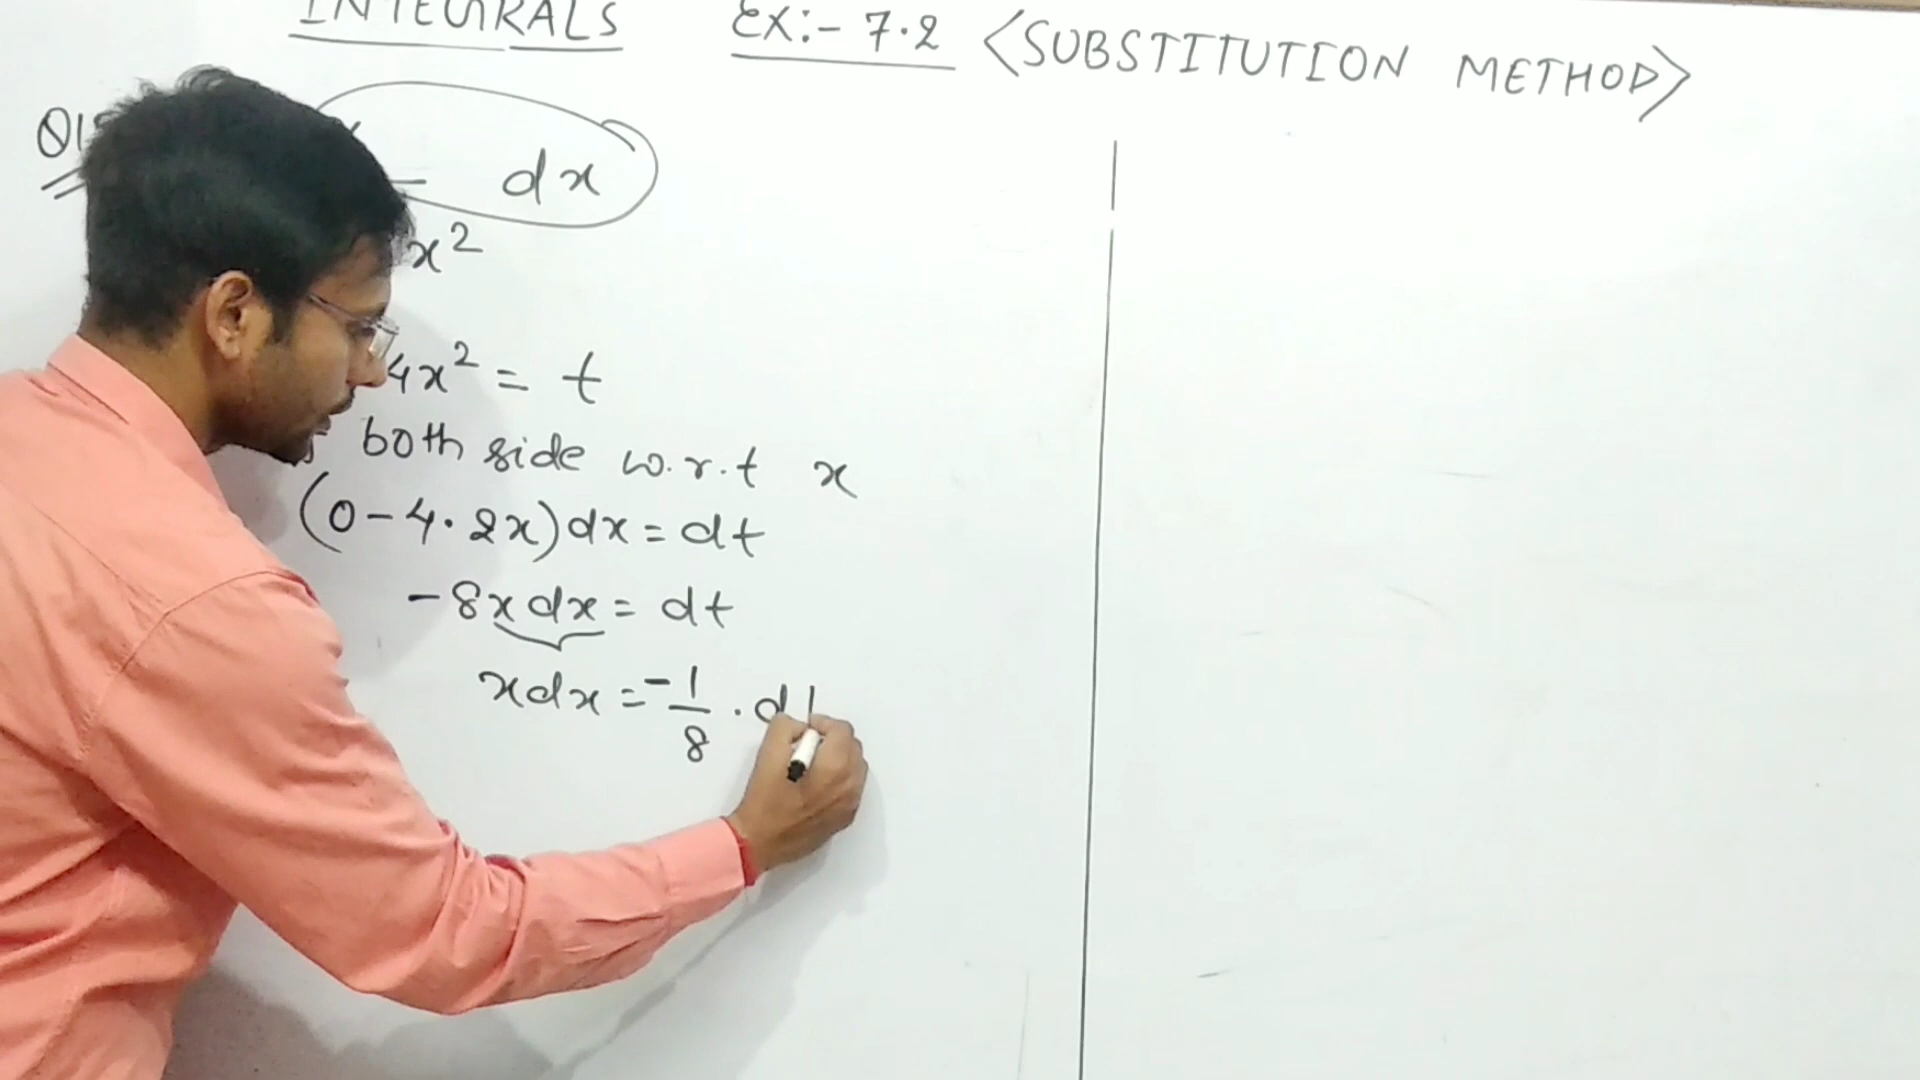 INTEGRALS EX:- 7.2 <SUBSTITUTION METHOD>
Q1
dx
x²
4x² = t
both side w.r.t x
(0-4.2x)dx = dt
-8xdx = dt
xdx = -1/8 . d